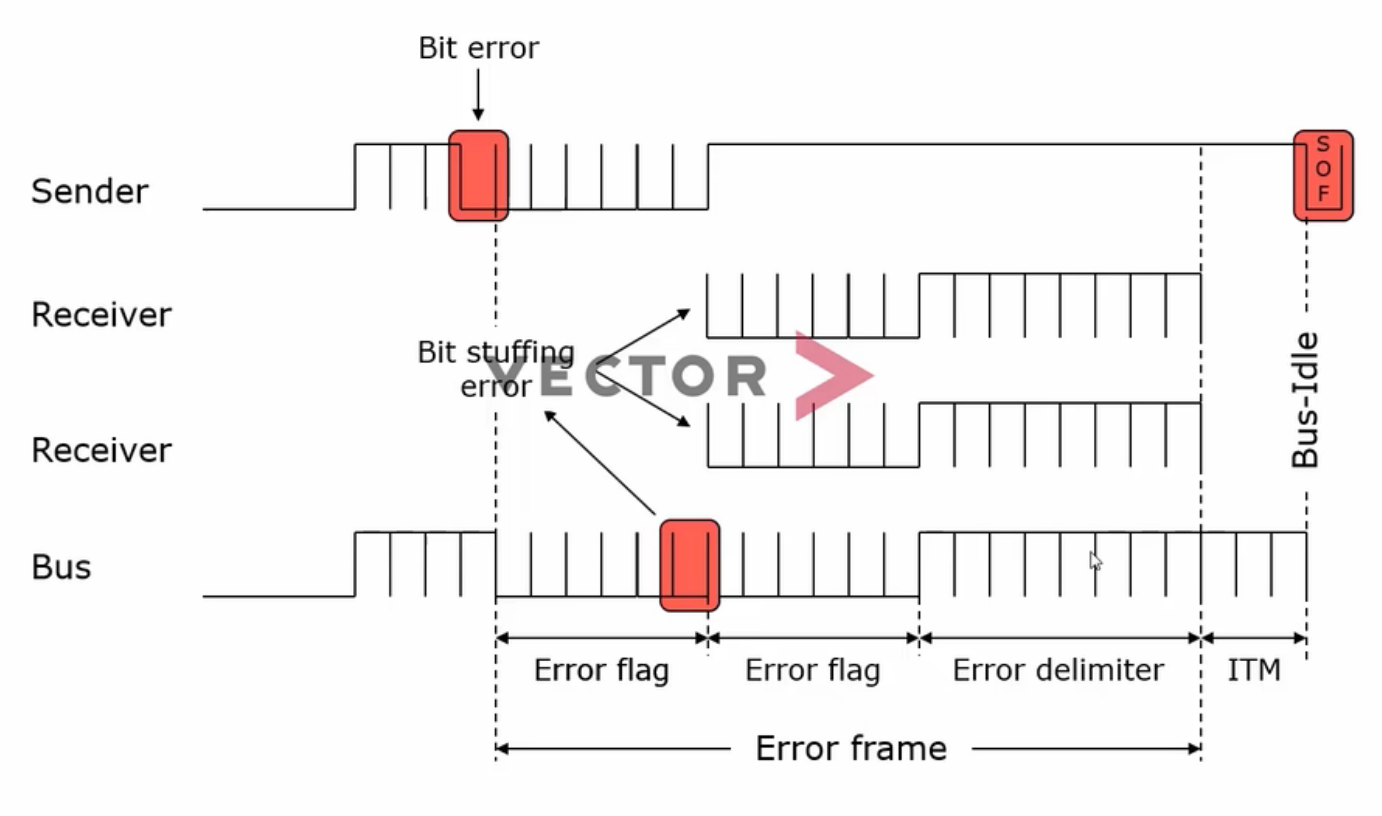 Bit error
Sender
S
O
F
Receiver
Bit stuffing
error
VECTOR
Receiver
Bus-Idle
Bus
Error flag
Error flag
Error delimiter
ITM
Error frame